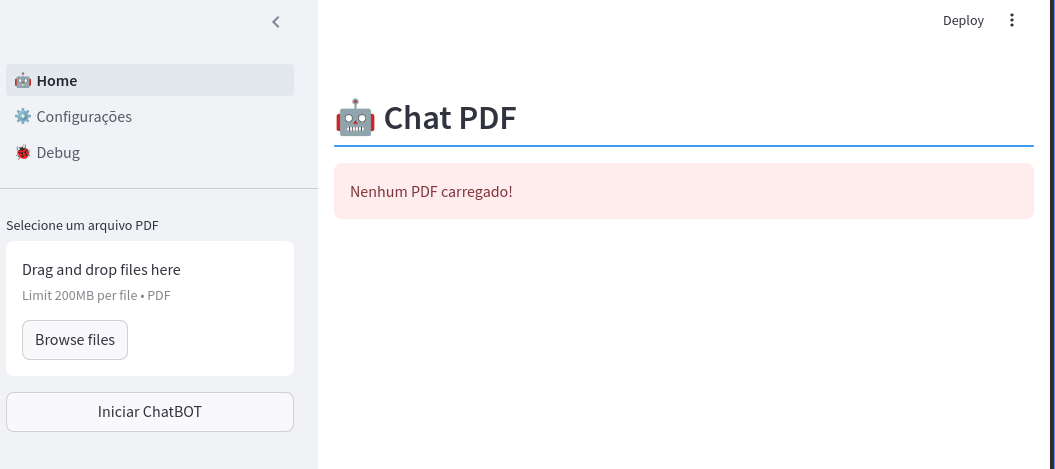 Home
Configurações
Debug
Selecione um arquivo PDF
Drag and drop files here
Limit 200MB per file • PDF
Browse files
Iniciar ChatBOT
Deploy
Chat PDF
Nenhum PDF carregado!